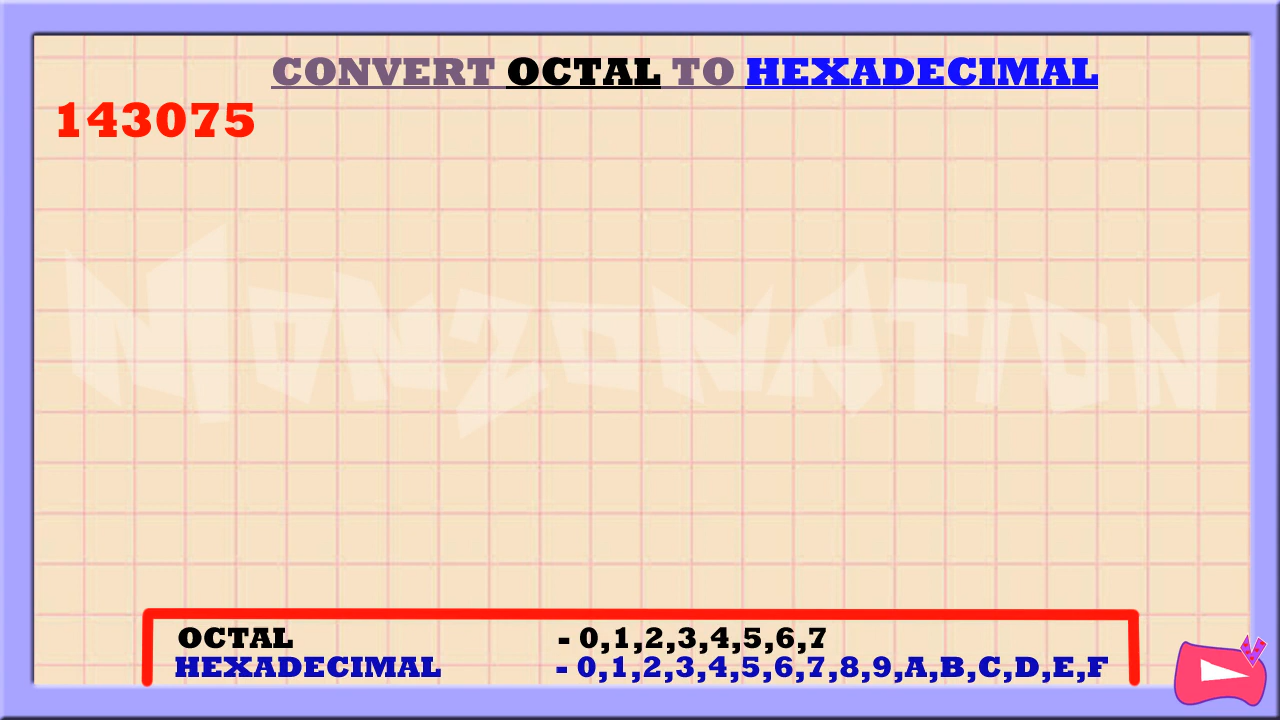 CONVERT OCTAL TO HEXADECIMAL
143075
MONZONATION
OCTAL - 0,1,2,3,4,5,6,7
HEXADECIMAL - 0,1,2,3,4,5,6,7,8,9,A,B,C,D,E,F